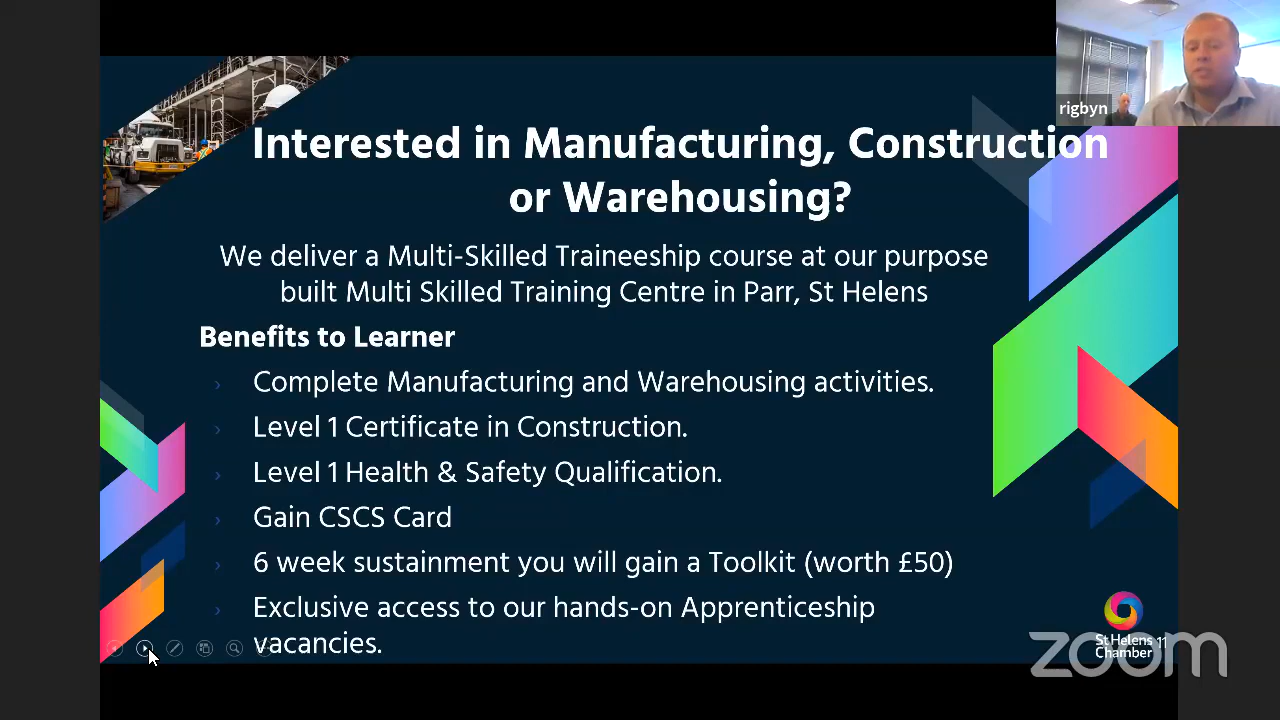 rigbyn
Interested in Manufacturing, Construction
or Warehousing?
We deliver a Multi-Skilled Traineeship course at our purpose
built Multi Skilled Training Centre in Parr, St Helens
Benefits to Learner
› Complete Manufacturing and Warehousing activities.
› Level 1 Certificate in Construction.
› Level 1 Health & Safety Qualification.
› Gain CSCS Card
› 6 week sustainment you will gain a Toolkit (worth £50)
› Exclusive access to our hands-on Apprenticeship
vacancies.
St Helens
Chamber
11
zoom